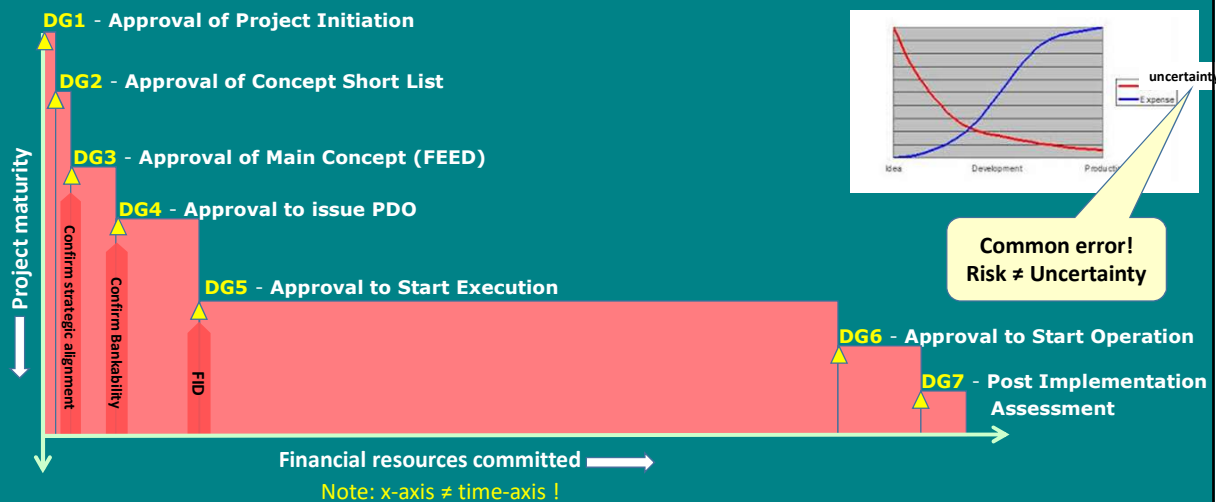 DG1 - Approval of Project Initiation
DG2 - Approval of Concept Short List
DG3 - Approval of Main Concept (FEED)
DG4 - Approval to issue PDO
DG5 - Approval to Start Execution
DG6 - Approval to Start Operation
DG7 - Post Implementation
Assessment
Project maturity
Confirm strategic alignment
Confirm Bankability
FID
Financial resources committed
Note: x-axis ≠ time-axis !
uncertainty
Expense
Idea
Development
Producti
Common error!
Risk ≠ Uncertainty